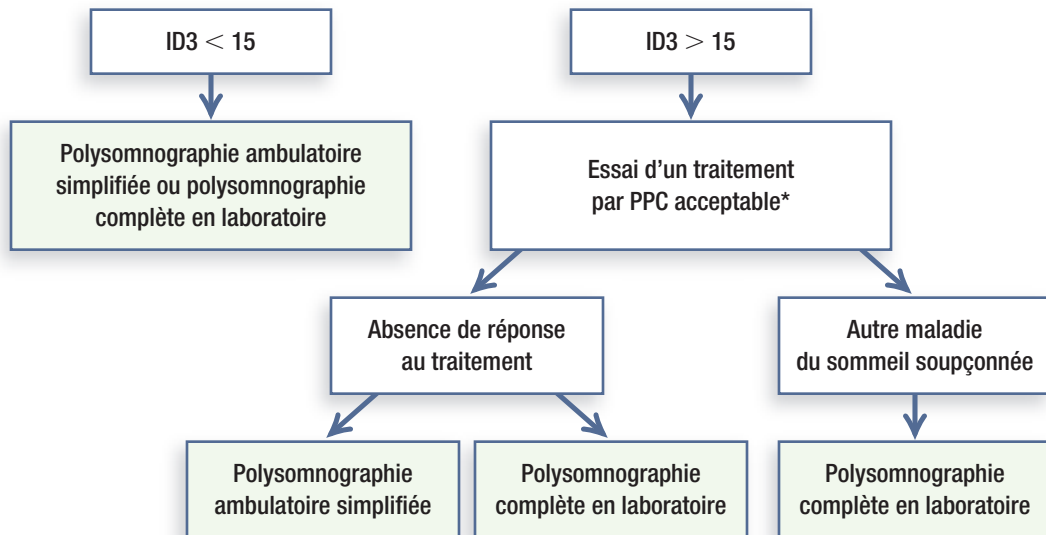 ID3 < 15
ID3 > 15
Polysomnographie ambulatoire
simplifiée ou polysomnographie
complète en laboratoire
Essai d’un traitement
par PPC acceptable*
Absence de réponse
au traitement
Autre maladie
du sommeil soupçonnée
Polysomnographie
ambulatoire simplifiée
Polysomnographie
complète en laboratoire
Polysomnographie
complète en laboratoire